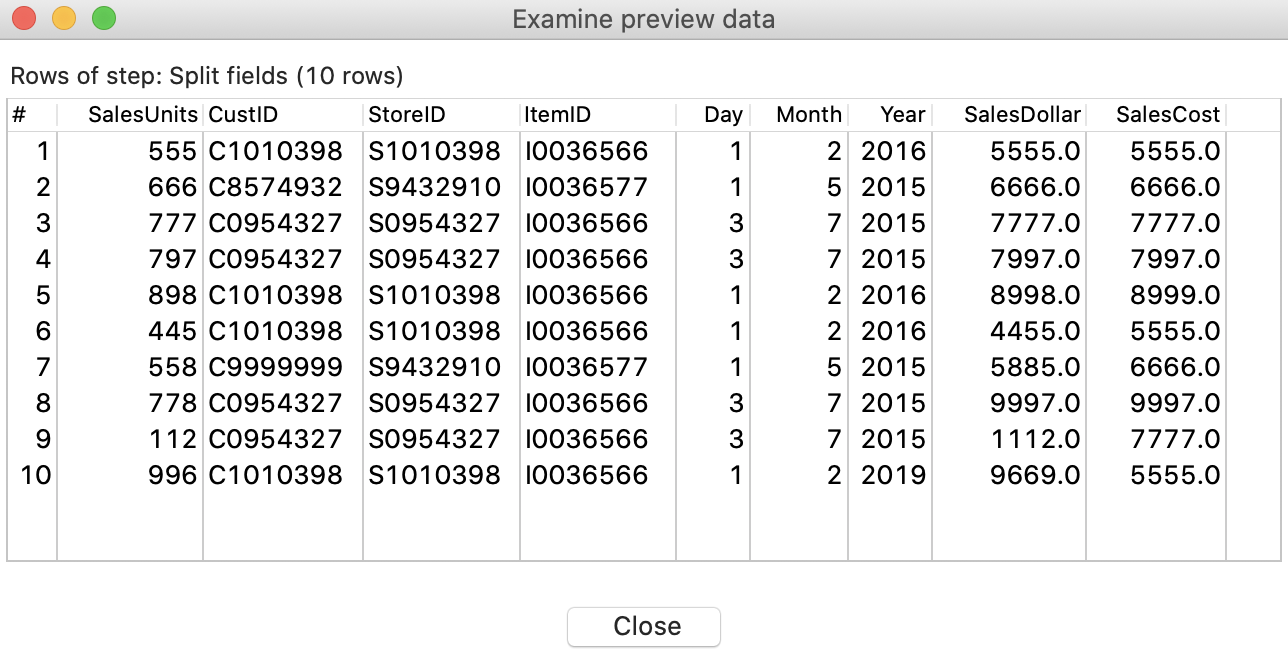 Examine preview data
Rows of step: Split fields (10 rows)
# SalesUnits CustID StoreID ItemID Day Month Year SalesDollar SalesCost
1 555 C1010398 S1010398 I0036566 1 2 2016 5555.0 5555.0
2 666 C8574932 S9432910 I0036577 1 5 2015 6666.0 6666.0
3 777 C0954327 S0954327 I0036566 3 7 2015 7777.0 7777.0
4 797 C0954327 S0954327 I0036566 3 7 2015 7997.0 7997.0
5 898 C1010398 S1010398 I0036566 1 2 2016 8998.0 8999.0
6 445 C1010398 S1010398 I0036566 1 2 2016 4455.0 5555.0
7 558 C9999999 S9432910 I0036577 1 5 2015 5885.0 6666.0
8 778 C0954327 S0954327 I0036566 3 7 2015 9997.0 9997.0
9 112 C0954327 S0954327 I0036566 3 7 2015 1112.0 7777.0
10 996 C1010398 S1010398 I0036566 1 2 2019 9669.0 5555.0
Close